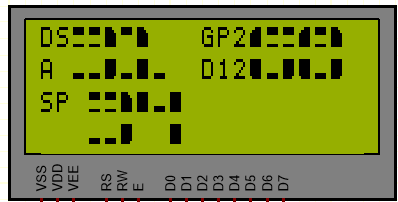 DS GP2
A D12
SP
VSS VDD VEE RS RW E D0 D1 D2 D3 D4 D5 D6 D7